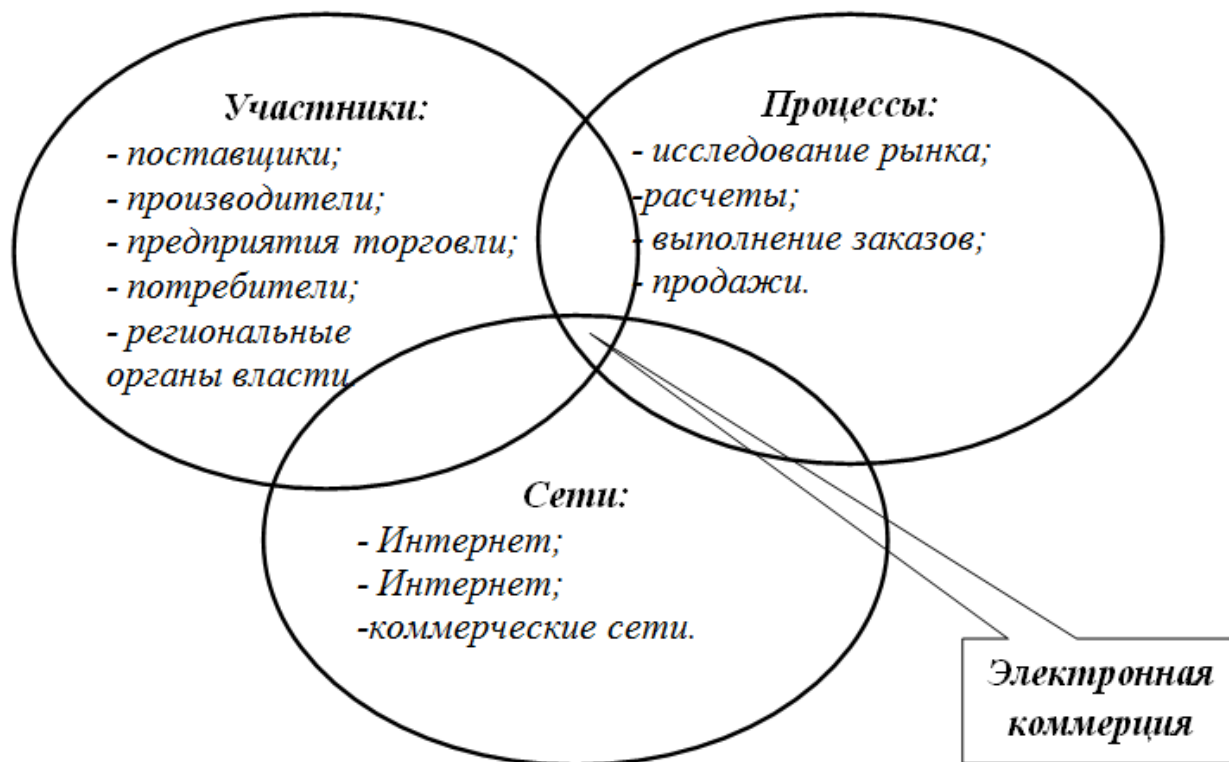 Участники:
- поставщики;
- производители;
- предприятия торговли;
- потребители;
- региональные
органы власти.
Процессы:
- исследование рынка;
-расчеты;
- выполнение заказов;
- продажи.
Сети:
- Интернет;
- Интернет;
-коммерческие сети.
Электронная
коммерция